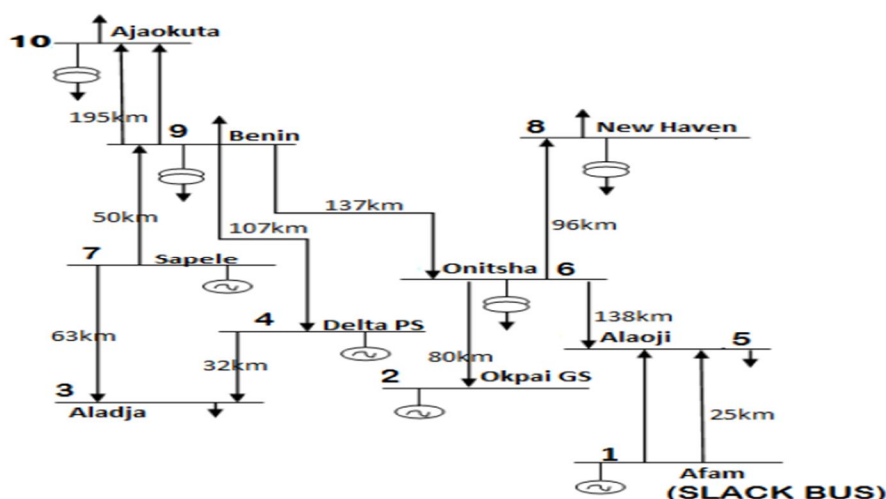 10 Ajaokuta
195km
9 Benin
8 New Haven
137km
50km
107km
96km
7 Sapele
Onitsha 6
138km
4 Delta PS
Alaoji 5
63km
32km
80km
2 Okpai GS
3
Aladja
25km
1
Afam
(SLACK BUS)